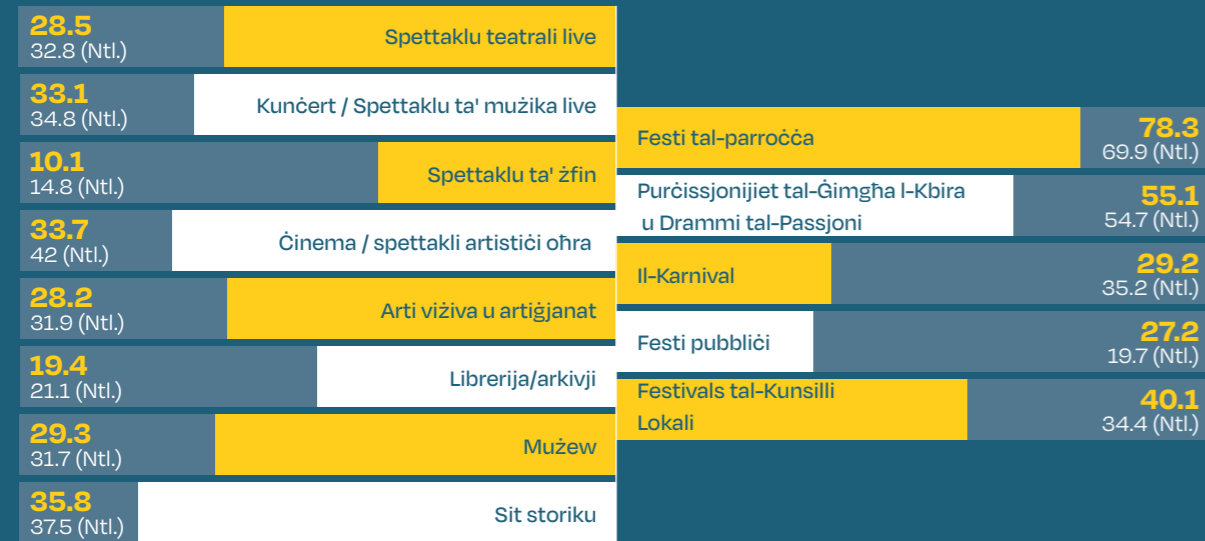 28.5
32.8 (Ntl.)
Spettaklu teatrali live
33.1
34.8 (Ntl.)
Kunċert / Spettaklu ta' mużika live
10.1
14.8 (Ntl.)
Spettaklu ta' żfin
33.7
42 (Ntl.)
Ċinema / spettakli artistiċi oħra
28.2
31.9 (Ntl.)
Arti viżiva u artiġjanat
19.4
21.1 (Ntl.)
Librerija/arkivji
29.3
31.7 (Ntl.)
Mużew
35.8
37.5 (Ntl.)
Sit storiku
Festi tal-parroċċa
78.3
69.9 (Ntl.)
Purċissjonijiet tal-Ġimgħa l-Kbira
u Drammi tal-Passjoni
55.1
54.7 (Ntl.)
Il-Karnival
29.2
35.2 (Ntl.)
Festi pubbliċi
27.2
19.7 (Ntl.)
Festivals tal-Kunsilli
Lokali
40.1
34.4 (Ntl.)